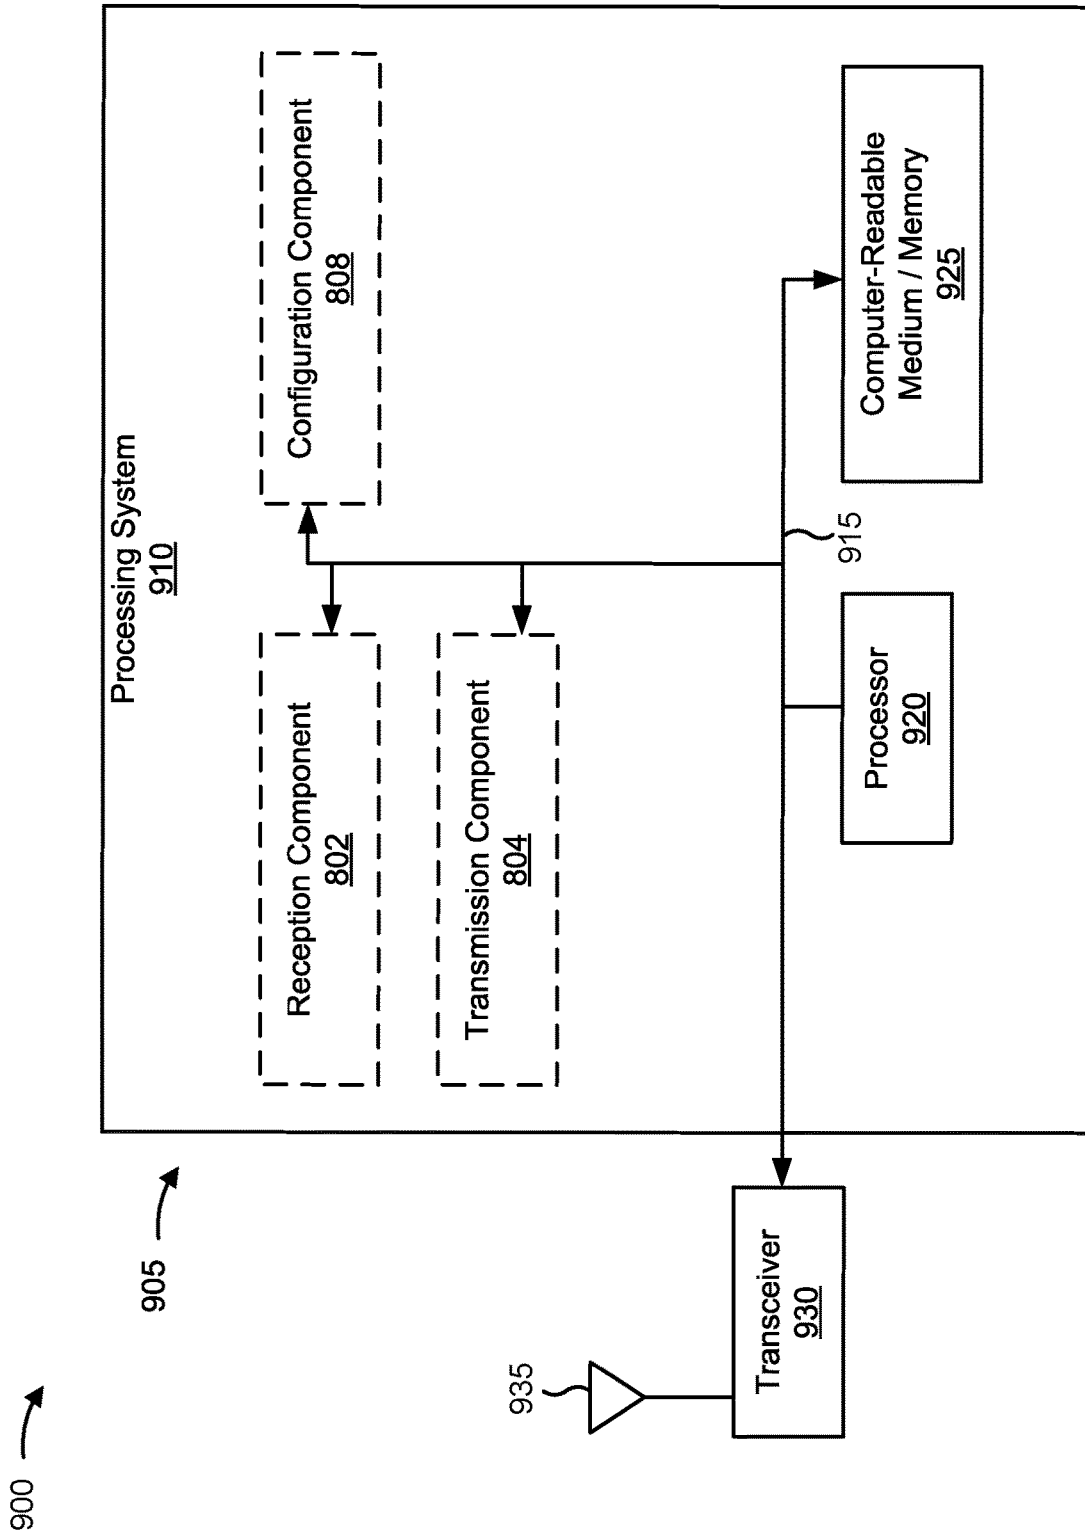 900
905
Processing System
910
Reception Component
802
Configuration Component
808
Transmission Component
804
935
915
Transceiver
930
Processor
920
Computer-Readable
Medium / Memory
925